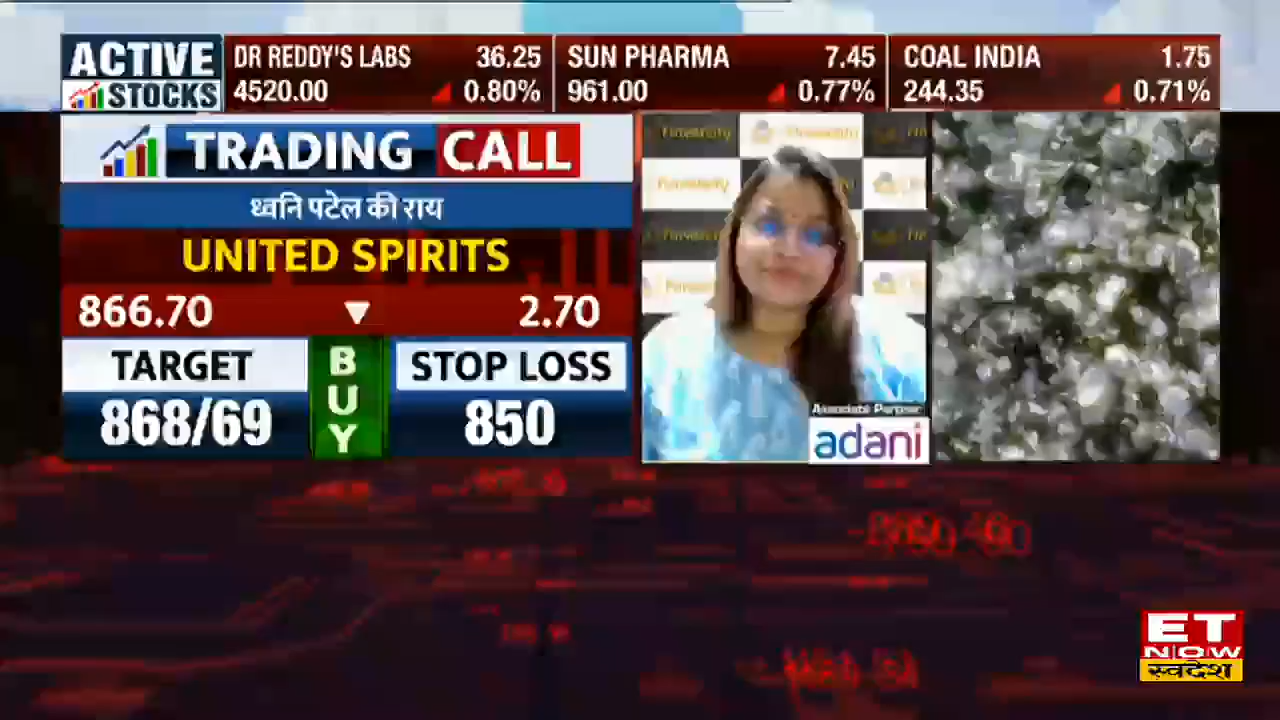 ACTIVE
STOCKS
DR REDDY'S LABS 36.25
4520.00 0.80%
SUN PHARMA 7.45
961.00 0.77%
COAL INDIA 1.75
244.35 0.71%
TRADING CALL
ध्वनि पटेल की राय
UNITED SPIRITS
866.70 ▼ 2.70
TARGET
868/69
BUY
STOP LOSS
850
Associate Partner
adani
ET
NOW
स्वदेश